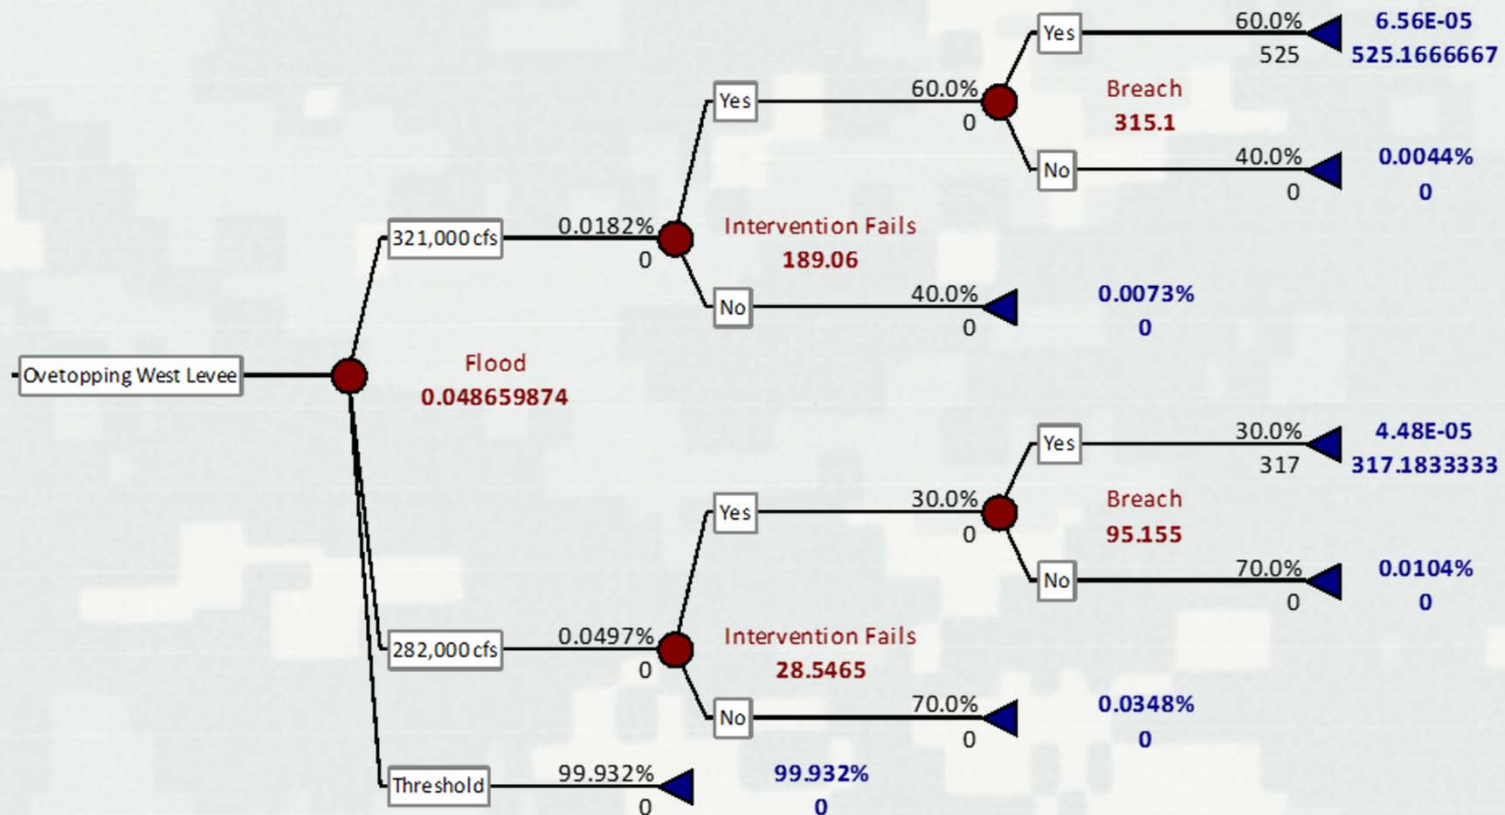 60.0%
6.56E-05
Yes
525
525.1666667
60.0%
Breach
Yes
0
315.1
40.0%
0.0044%
No
0
0
0.0182%
Intervention Fails
321,000 cfs
0
189.06
40.0%
0.0073%
No
0
0
Flood
Ovetopping West Levee
0.048659874
30.0%
4.48E-05
Yes
317
317.1833333
30.0%
Breach
Yes
0
95.155
70.0%
0.0104%
No
0
0
0.0497%
Intervention Fails
282,000 cfs
0
28.5465
70.0%
0.0348%
No
0
0
99.932%
99.932%
Threshold
0
0